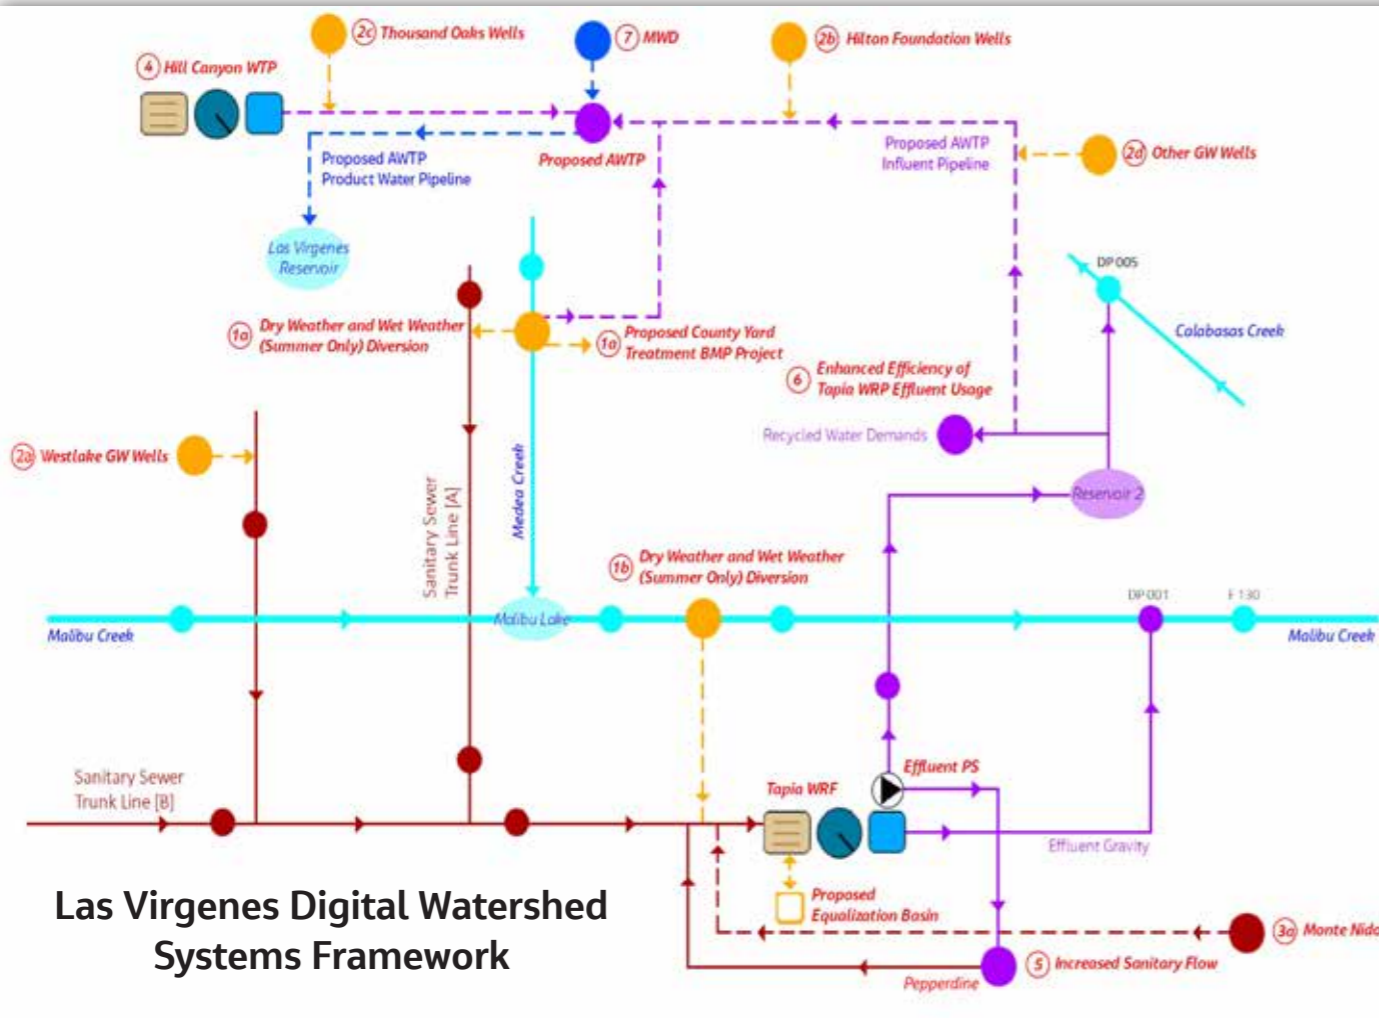 2c Thousand Oaks Wells
7 MWD
2b Hilton Foundation Wells
4 Hill Canyon WTP
Proposed AWTP
Product Water Pipeline
Proposed AWTP
Proposed AWTP
Influent Pipeline
2d Other GW Wells
Las Virgenes
Reservoir
DP 005
Calabasas Creek
1a Dry Weather and Wet Weather
(Summer Only) Diversion
1a Proposed County Yard
Treatment BMP Project
6 Enhanced Efficiency of
Tapia WRP Effluent Usage
Recycled Water Demands
2a Westlake GW Wells
Sanitary Sewer
Trunk Line [A]
Medea Creek
Reservoir 2
1b Dry Weather and Wet Weather
(Summer Only) Diversion
Malibu Creek
Malibu Lake
DP 001
F 130
Malibu Creek
Sanitary Sewer
Trunk Line [B]
Tapia WRF
Effluent PS
Effluent Gravity
Proposed
Equalization Basin
3a Monte Nido
5 Increased Sanitary Flow
Pepperdine
Las Virgenes Digital Watershed
Systems Framework